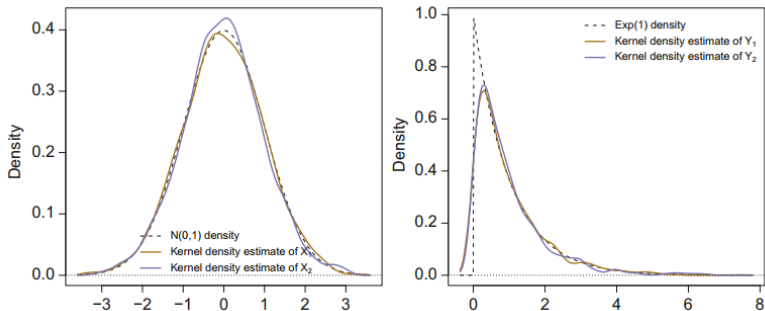 Density
0.4
0.3
0.2
0.1
0.0
N(0,1) density
Kernel density estimate of X₁
Kernel density estimate of X₂
−3 −2 −1 0 1 2 3
Density
1.0
0.8
0.6
0.4
0.2
0.0
Exp(1) density
Kernel density estimate of Y₁
Kernel density estimate of Y₂
0 2 4 6 8